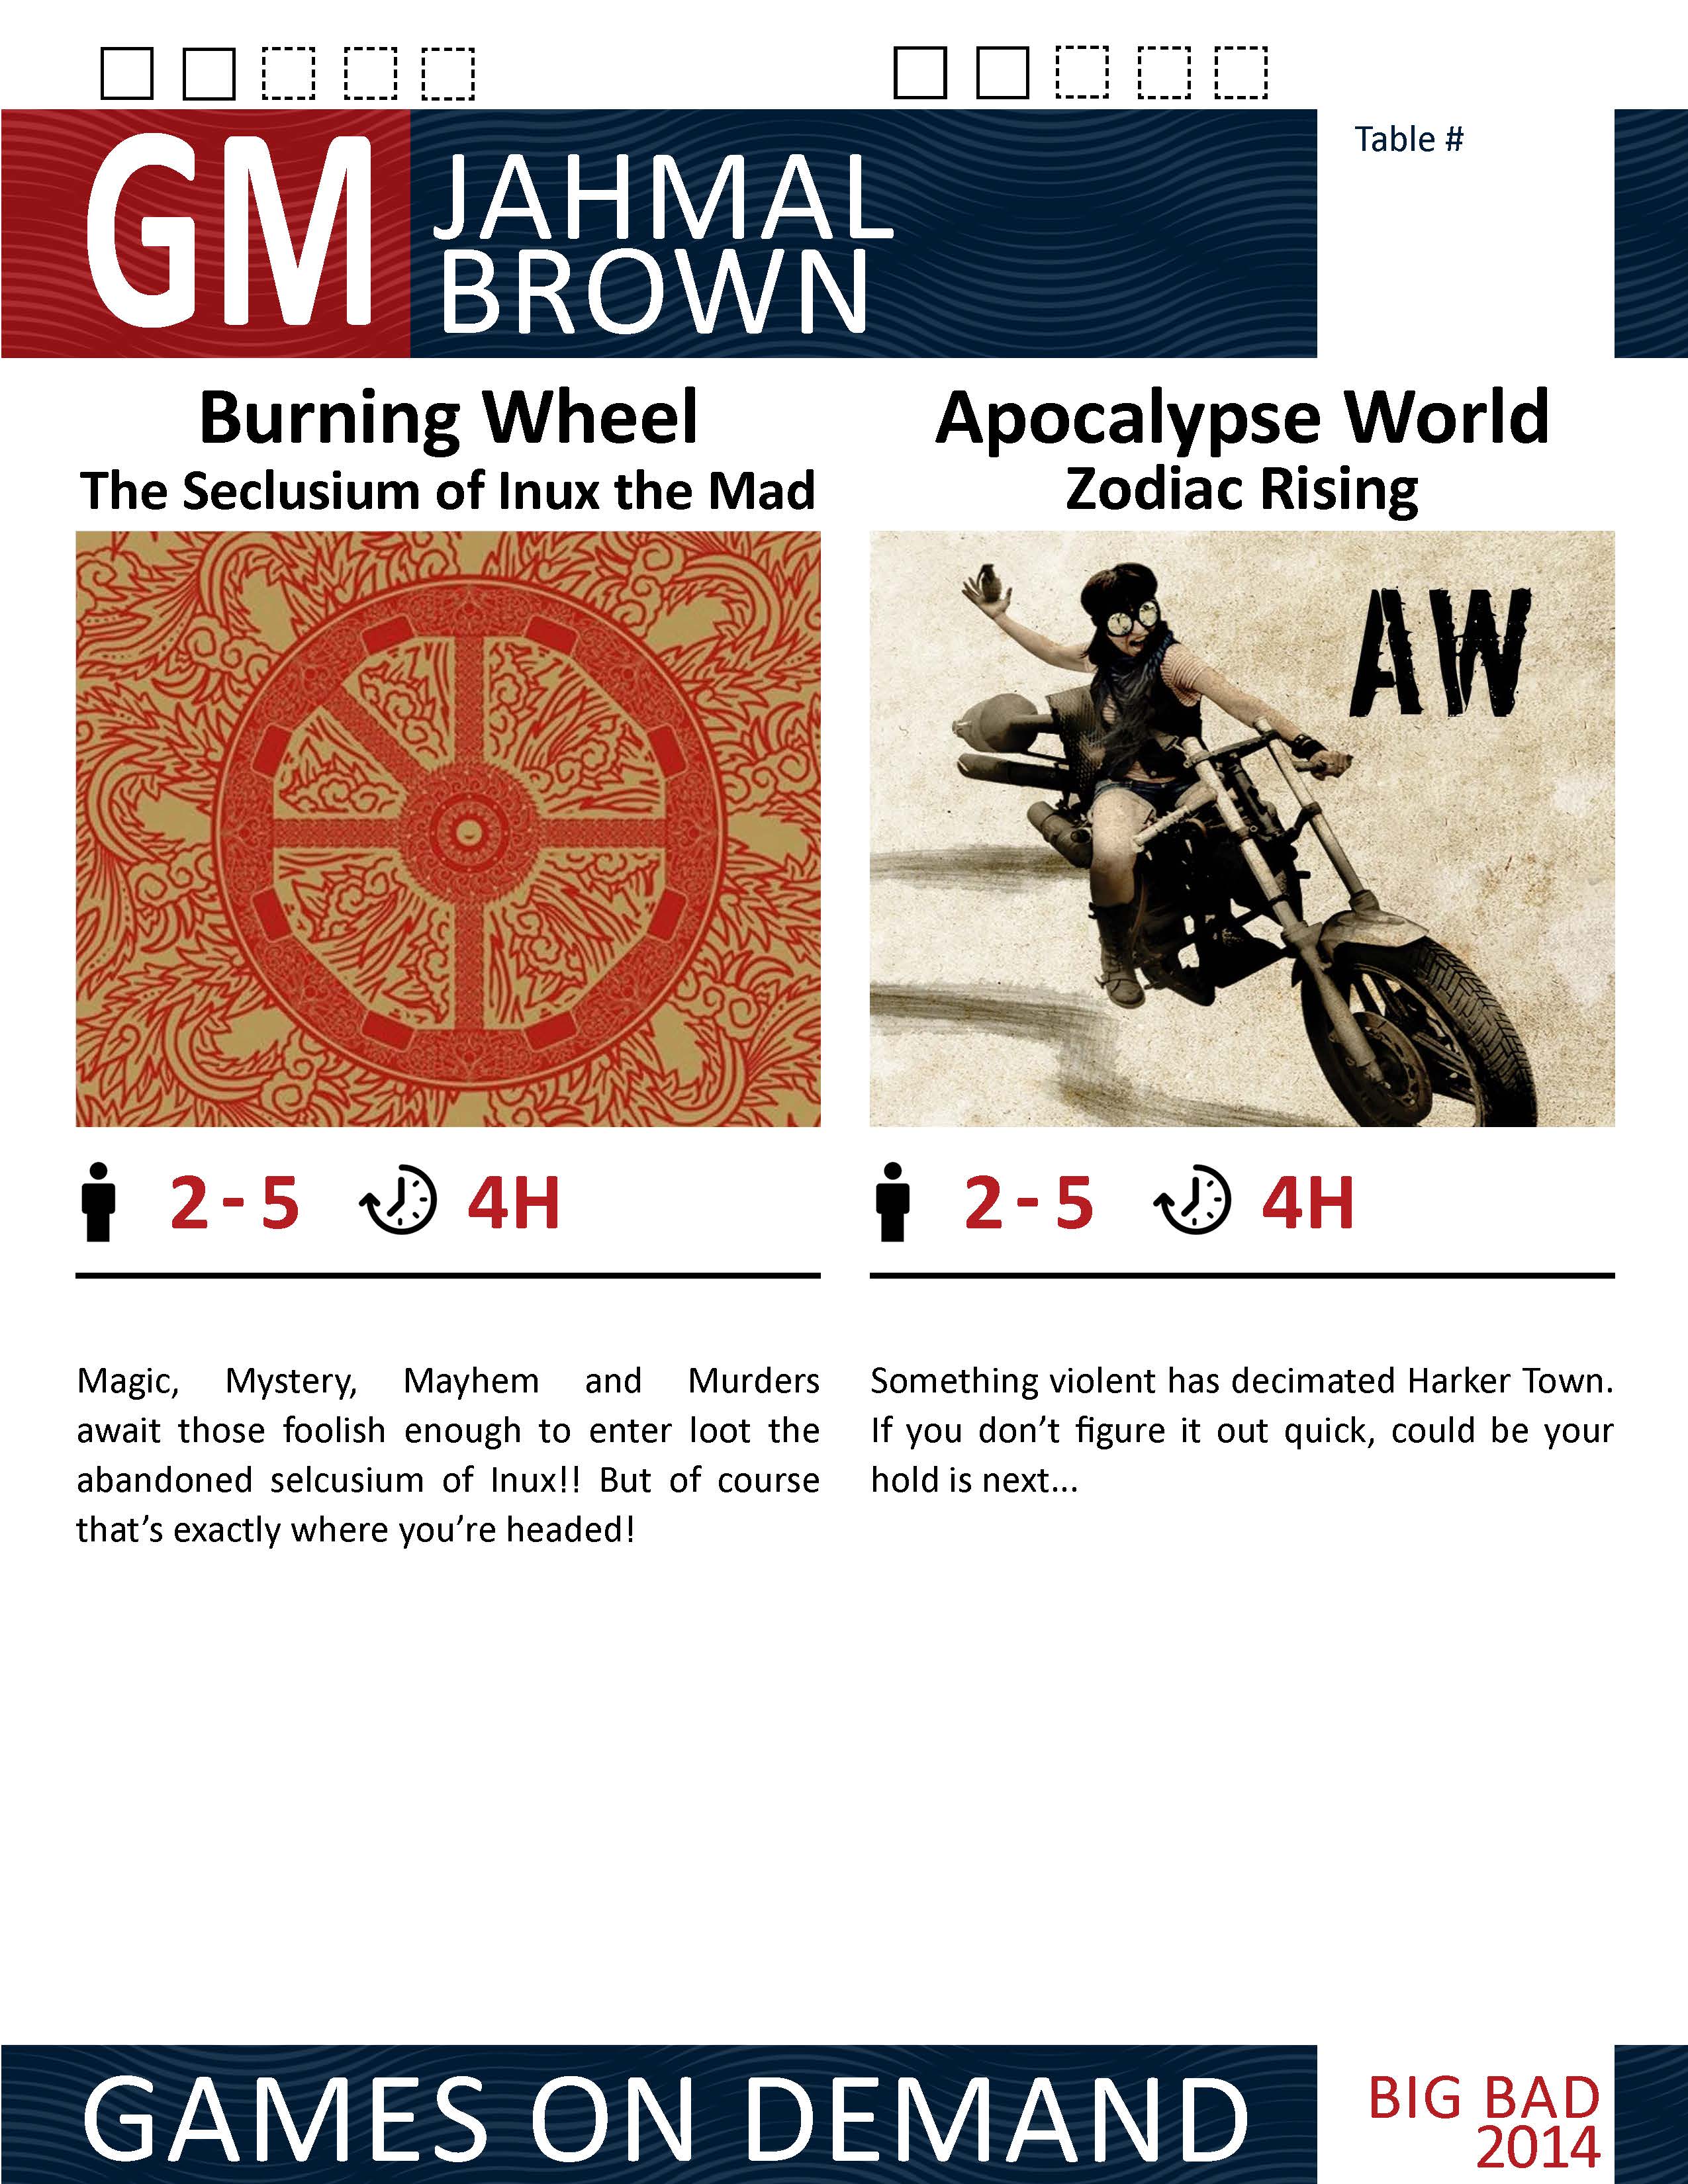 GM
JAHMAL
BROWN
Table #
Burning Wheel
The Seclusium of Inux the Mad
2 - 5
4H
Magic, Mystery, Mayhem and Murders
await those foolish enough to enter loot the
abandoned selcusium of Inux!! But of course
that’s exactly where you’re headed!
Apocalypse World
Zodiac Rising
AW
2 - 5
4H
Something violent has decimated Harker Town.
If you don’t figure it out quick, could be your
hold is next...
GAMES ON DEMAND
BIG BAD
2014